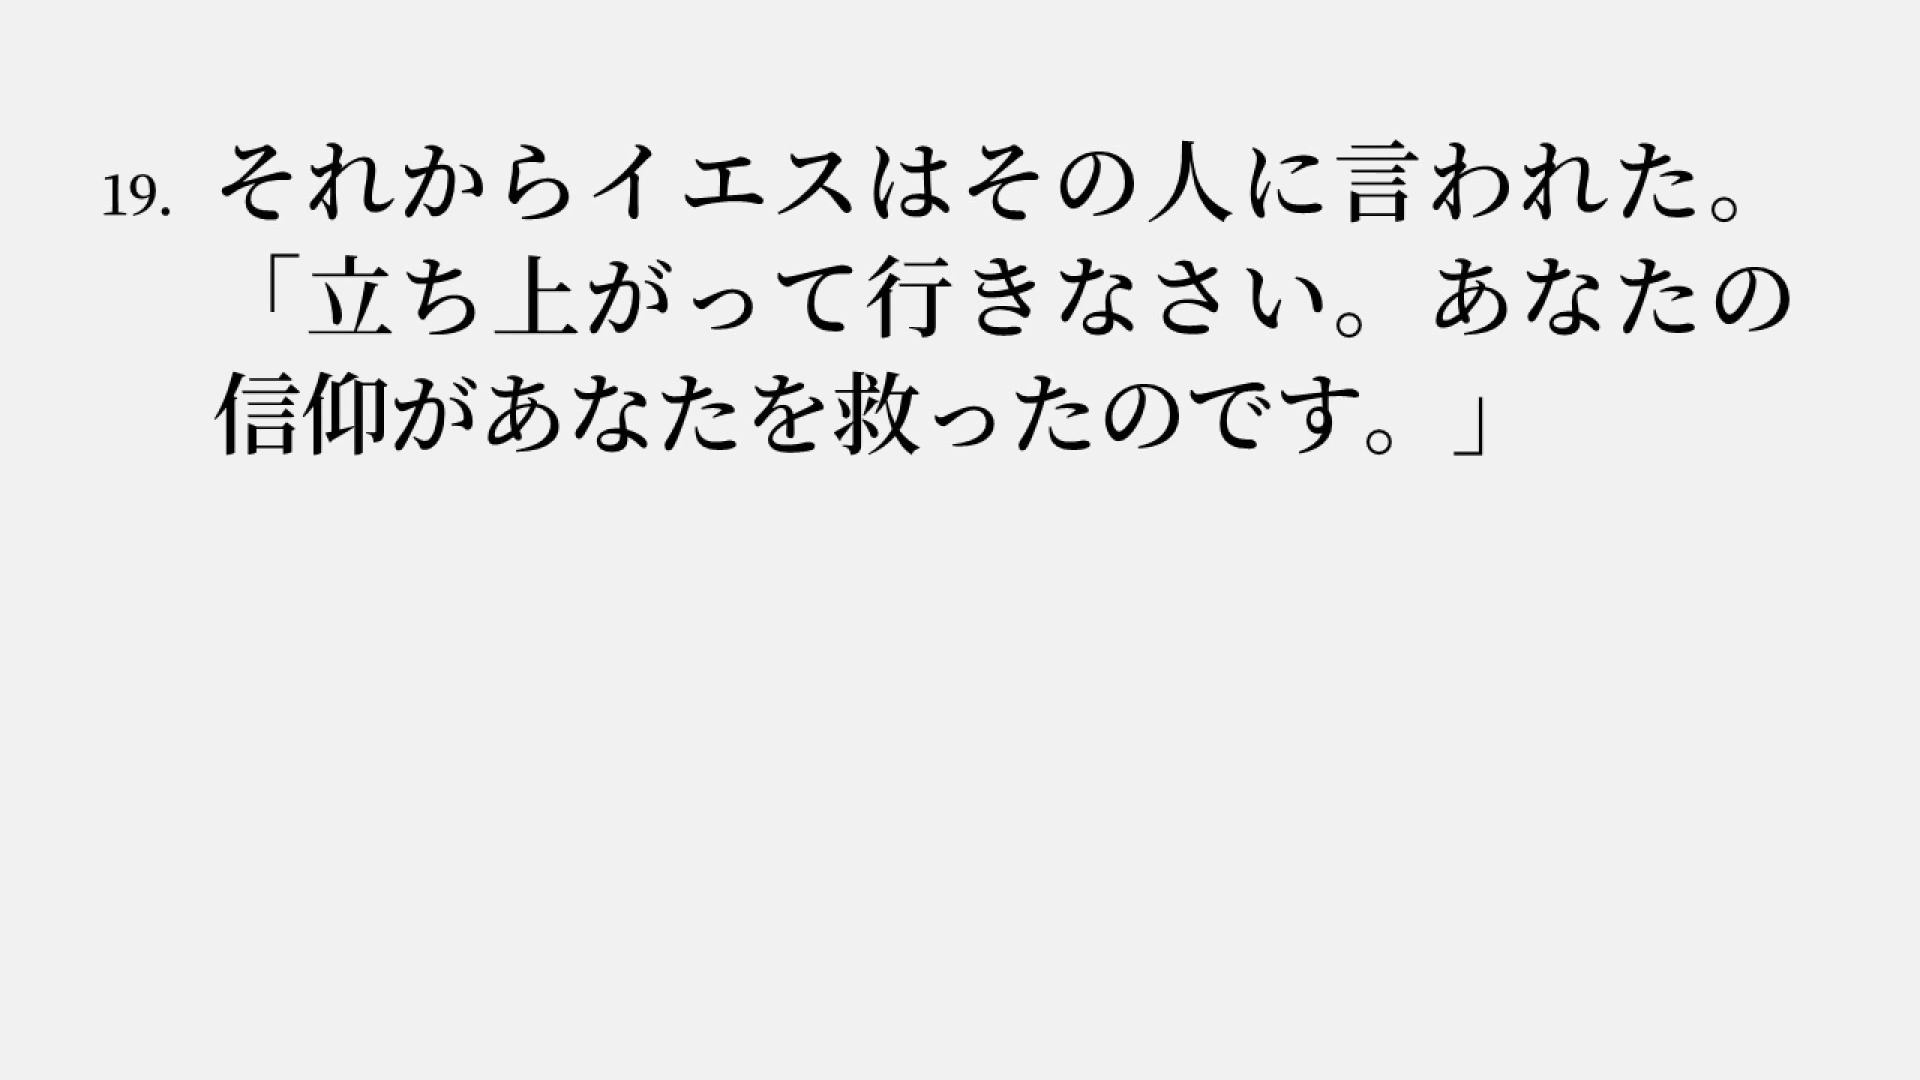 19. それからイエスはその人に言われた。
「立ち上がって行きなさい。あなたの
信仰があなたを救ったのです。」